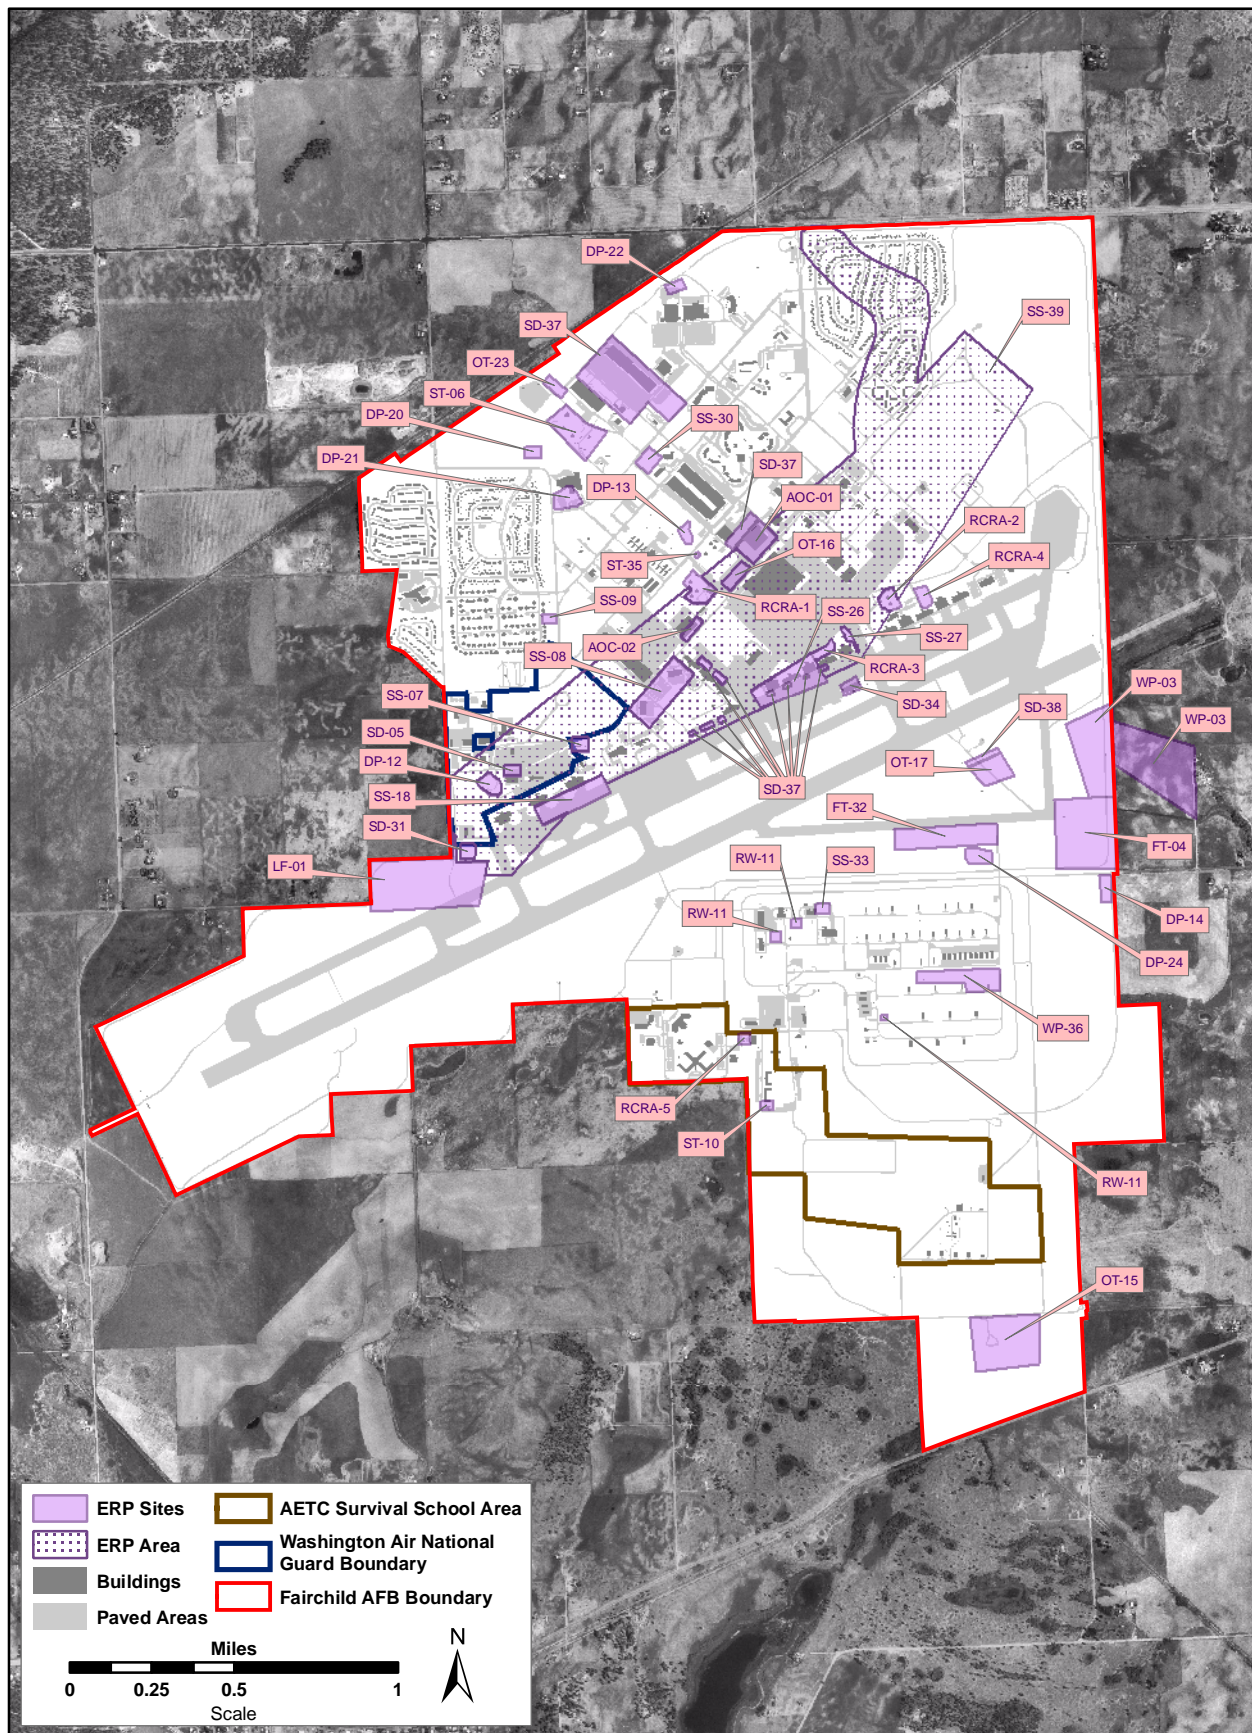 DP-22
SS-39
SD-37
OT-23
ST-06
DP-20
SS-30
DP-21
SD-37
DP-13
AOC-01
RCRA-2
OT-16
RCRA-4
ST-35
SS-09
RCRA-1
SS-26
AOC-02
SS-27
SS-08
RCRA-3
SS-07
WP-03
SD-34
SD-38
WP-03
SD-05
DP-12
OT-17
SS-18
SD-37
FT-32
SD-31
FT-04
LF-01
RW-11
SS-33
DP-14
RW-11
DP-24
WP-36
RCRA-5
ST-10
RW-11
OT-15
ERP Sites
ERP Area
Buildings
Paved Areas
AETC Survival School Area
Washington Air National
Guard Boundary
Fairchild AFB Boundary
Miles
0 0.25 0.5 1
Scale
N